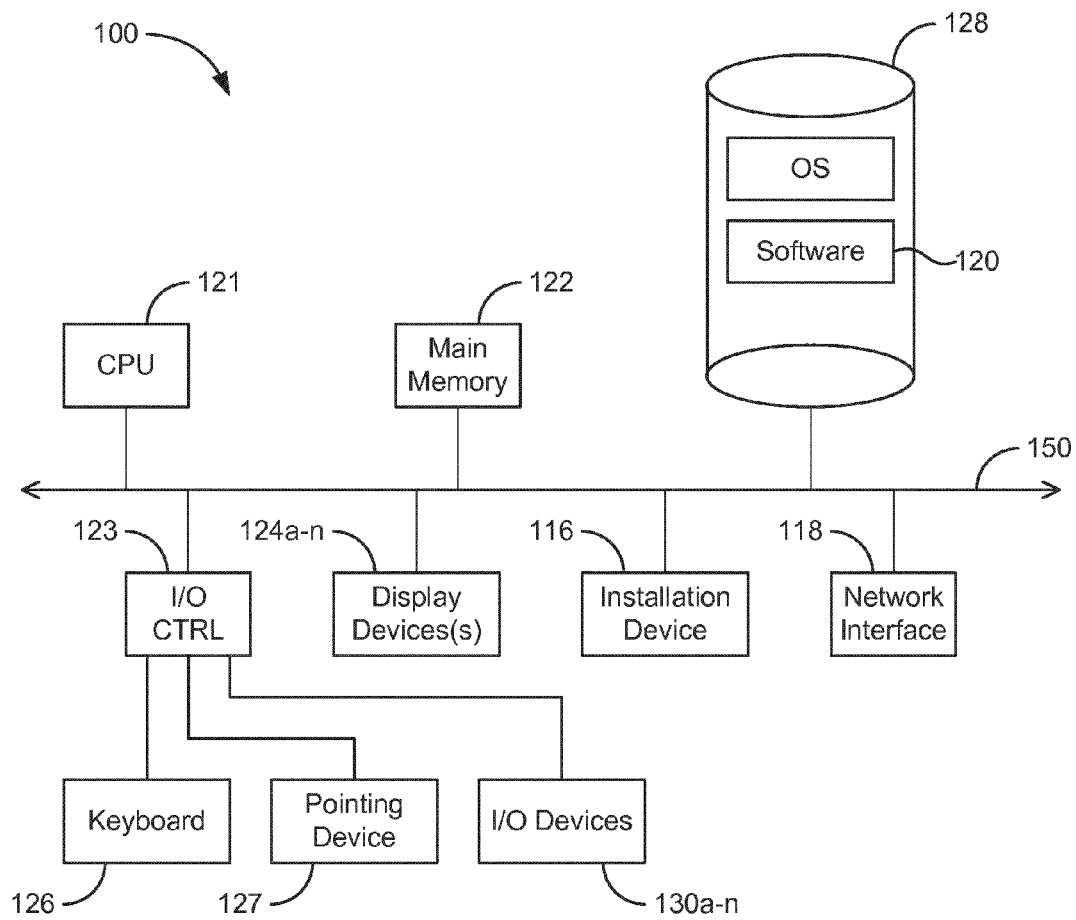 100
128
OS
Software
120
121
122
CPU
Main
Memory
150
123
124a-n
116
118
I/O
CTRL
Display
Devices(s)
Installation
Device
Network
Interface
Keyboard
Pointing
Device
I/O Devices
126
127
130a-n